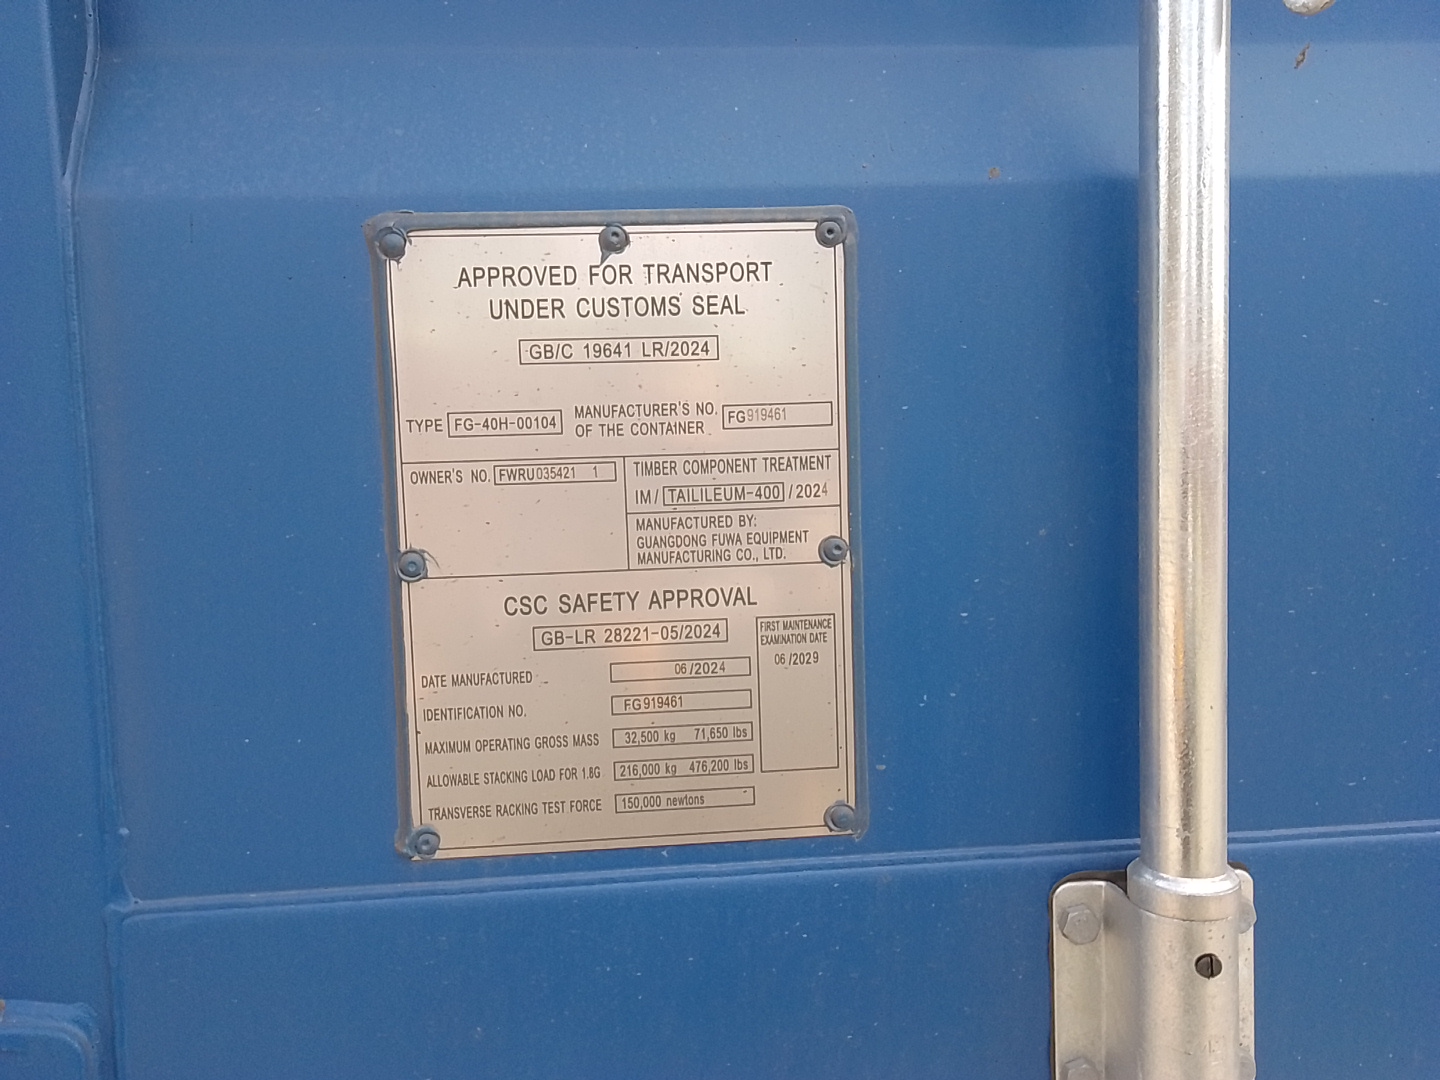 APPROVED FOR TRANSPORT
UNDER CUSTOMS SEAL
GB/C 19641 LR/2024
TYPE FG-40H-00104 MANUFACTURER'S NO. OF THE CONTAINER FG919461
OWNER'S NO. FWRU035421 1
TIMBER COMPONENT TREATMENT
IM/ TAILILEUM-400 /2024
MANUFACTURED BY:
GUANGDONG FUWA EQUIPMENT
MANUFACTURING CO., LTD.
CSC SAFETY APPROVAL
GB-LR 28221-05/2024
FIRST MAINTENANCE
EXAMINATION DATE
06 /2029
DATE MANUFACTURED 06 /2024
IDENTIFICATION NO. FG919461
MAXIMUM OPERATING GROSS MASS 32,500 kg 71,650 lbs
ALLOWABLE STACKING LOAD FOR 1.8G 216,000 kg 476,200 lbs
TRANSVERSE RACKING TEST FORCE 150,000 newtons